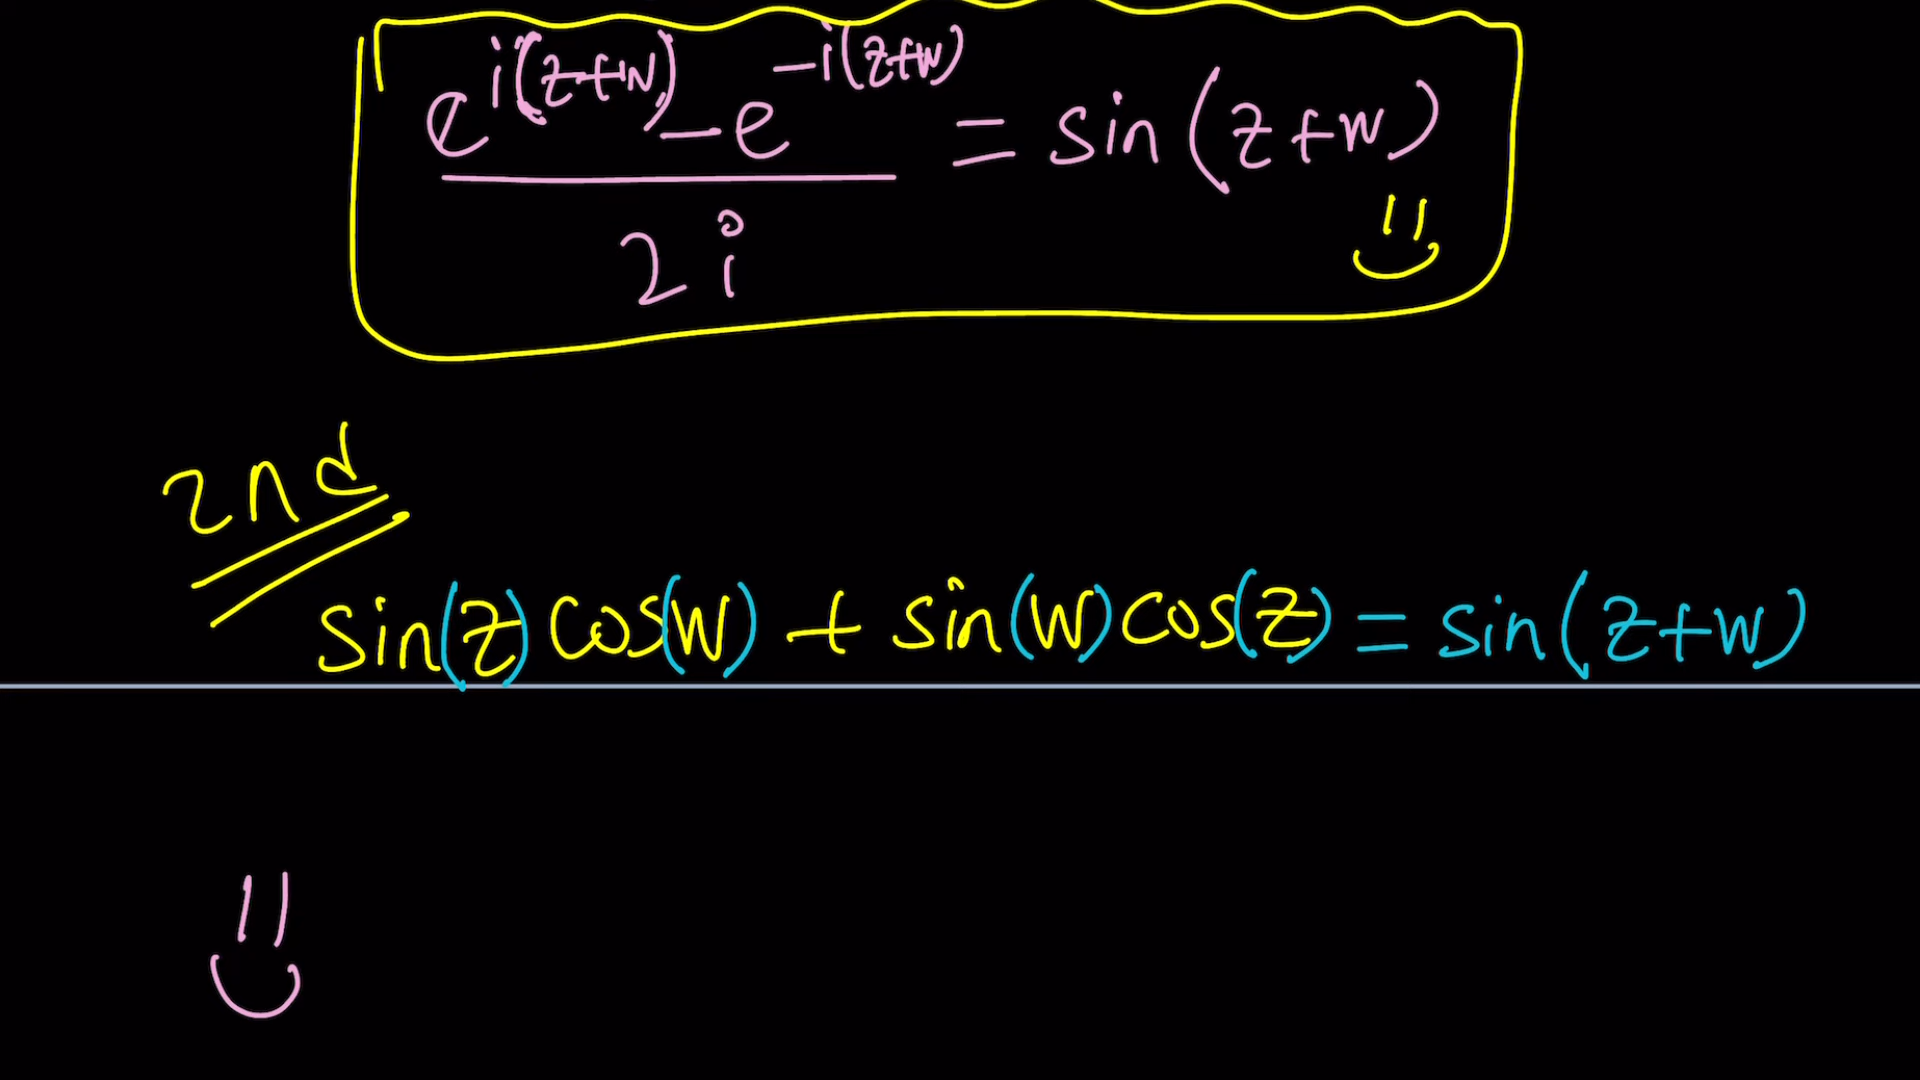 e^{i(z+w)} - e^{-i(z+w)} / 2i = sin(z+w)
2nd
sin(z)cos(w) + sin(w)cos(z) = sin(z+w)